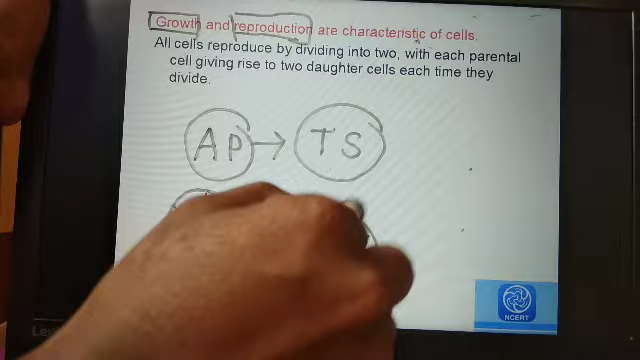 Growth and reproduction are characteristic of cells.
All cells reproduce by dividing into two, with each parental
cell giving rise to two daughter cells each time they
divide.
AP → TS
NCERT